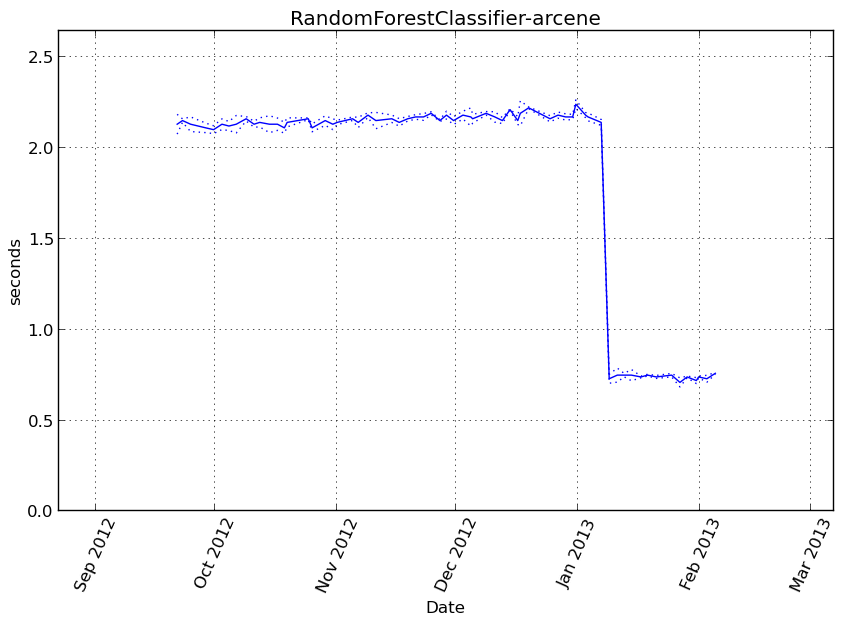 RandomForestClassifier-arcene
2.5
2.0
1.5
1.0
0.5
0.0
seconds
Sep 2012
Oct 2012
Nov 2012
Dec 2012
Jan 2013
Feb 2013
Mar 2013
Date